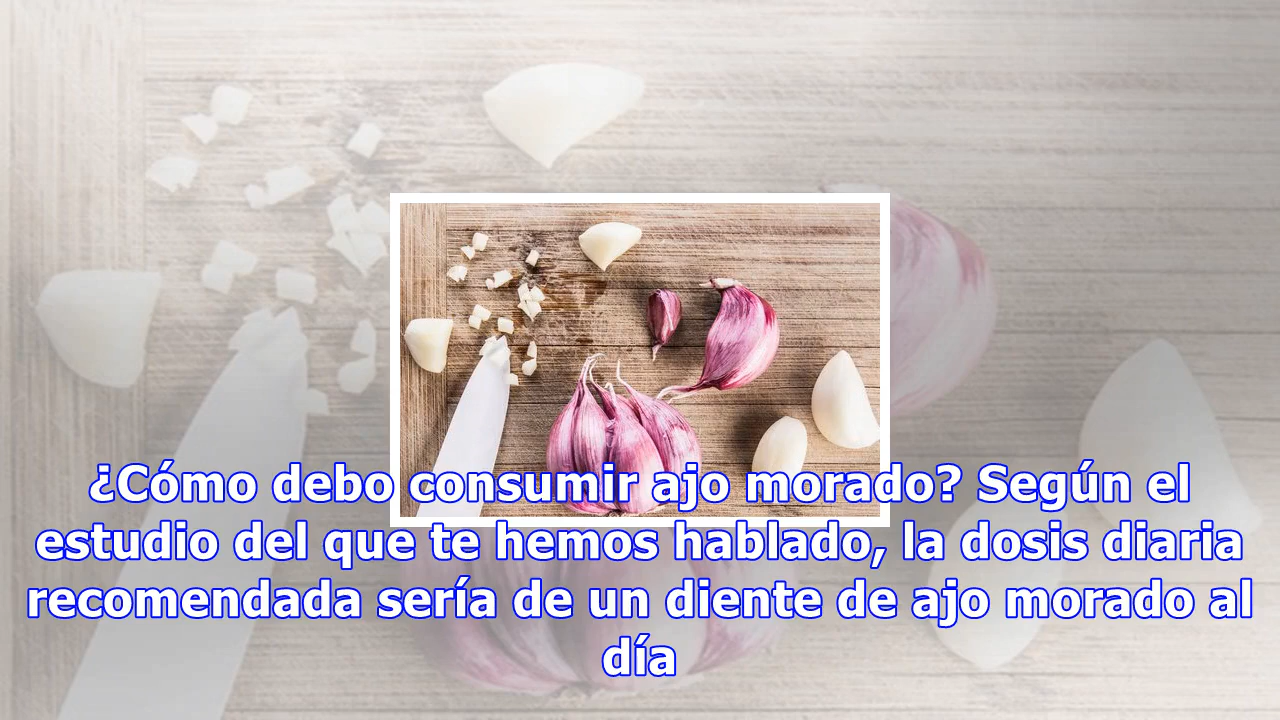 ¿Cómo debo consumir ajo morado? Según el
estudio del que te hemos hablado, la dosis diaria
recomendada sería de un diente de ajo morado al
día